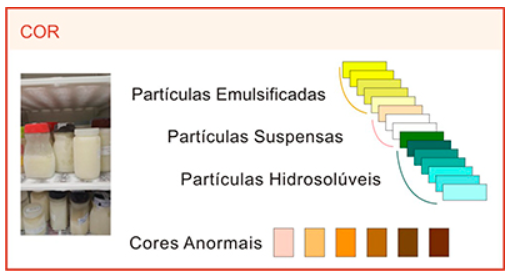 COR
Partículas Emulsificadas
Partículas Suspensas
Partículas Hidrosolúveis
Cores Anormais